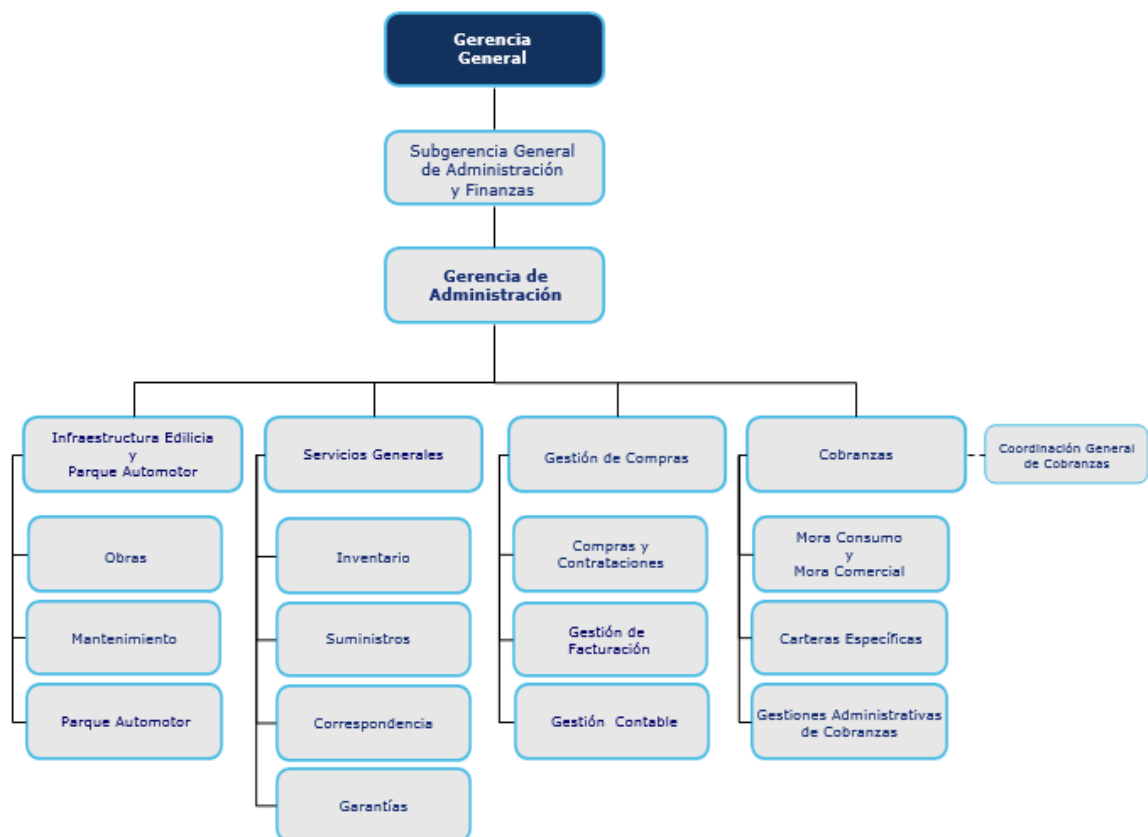 Gerencia
General
Subgerencia General
de Administración
y Finanzas
Gerencia de
Administración
Infraestructura Edilicia
y
Parque Automotor
Servicios Generales
Gestión de Compras
Cobranzas
Coordinación General
de Cobranzas
Obras
Inventario
Compras y
Contrataciones
Mora Consumo
y
Mora Comercial
Mantenimiento
Suministros
Gestión de
Facturación
Carteras Específicas
Parque Automotor
Correspondencia
Gestión Contable
Gestiones Administrativas
de Cobranzas
Garantías